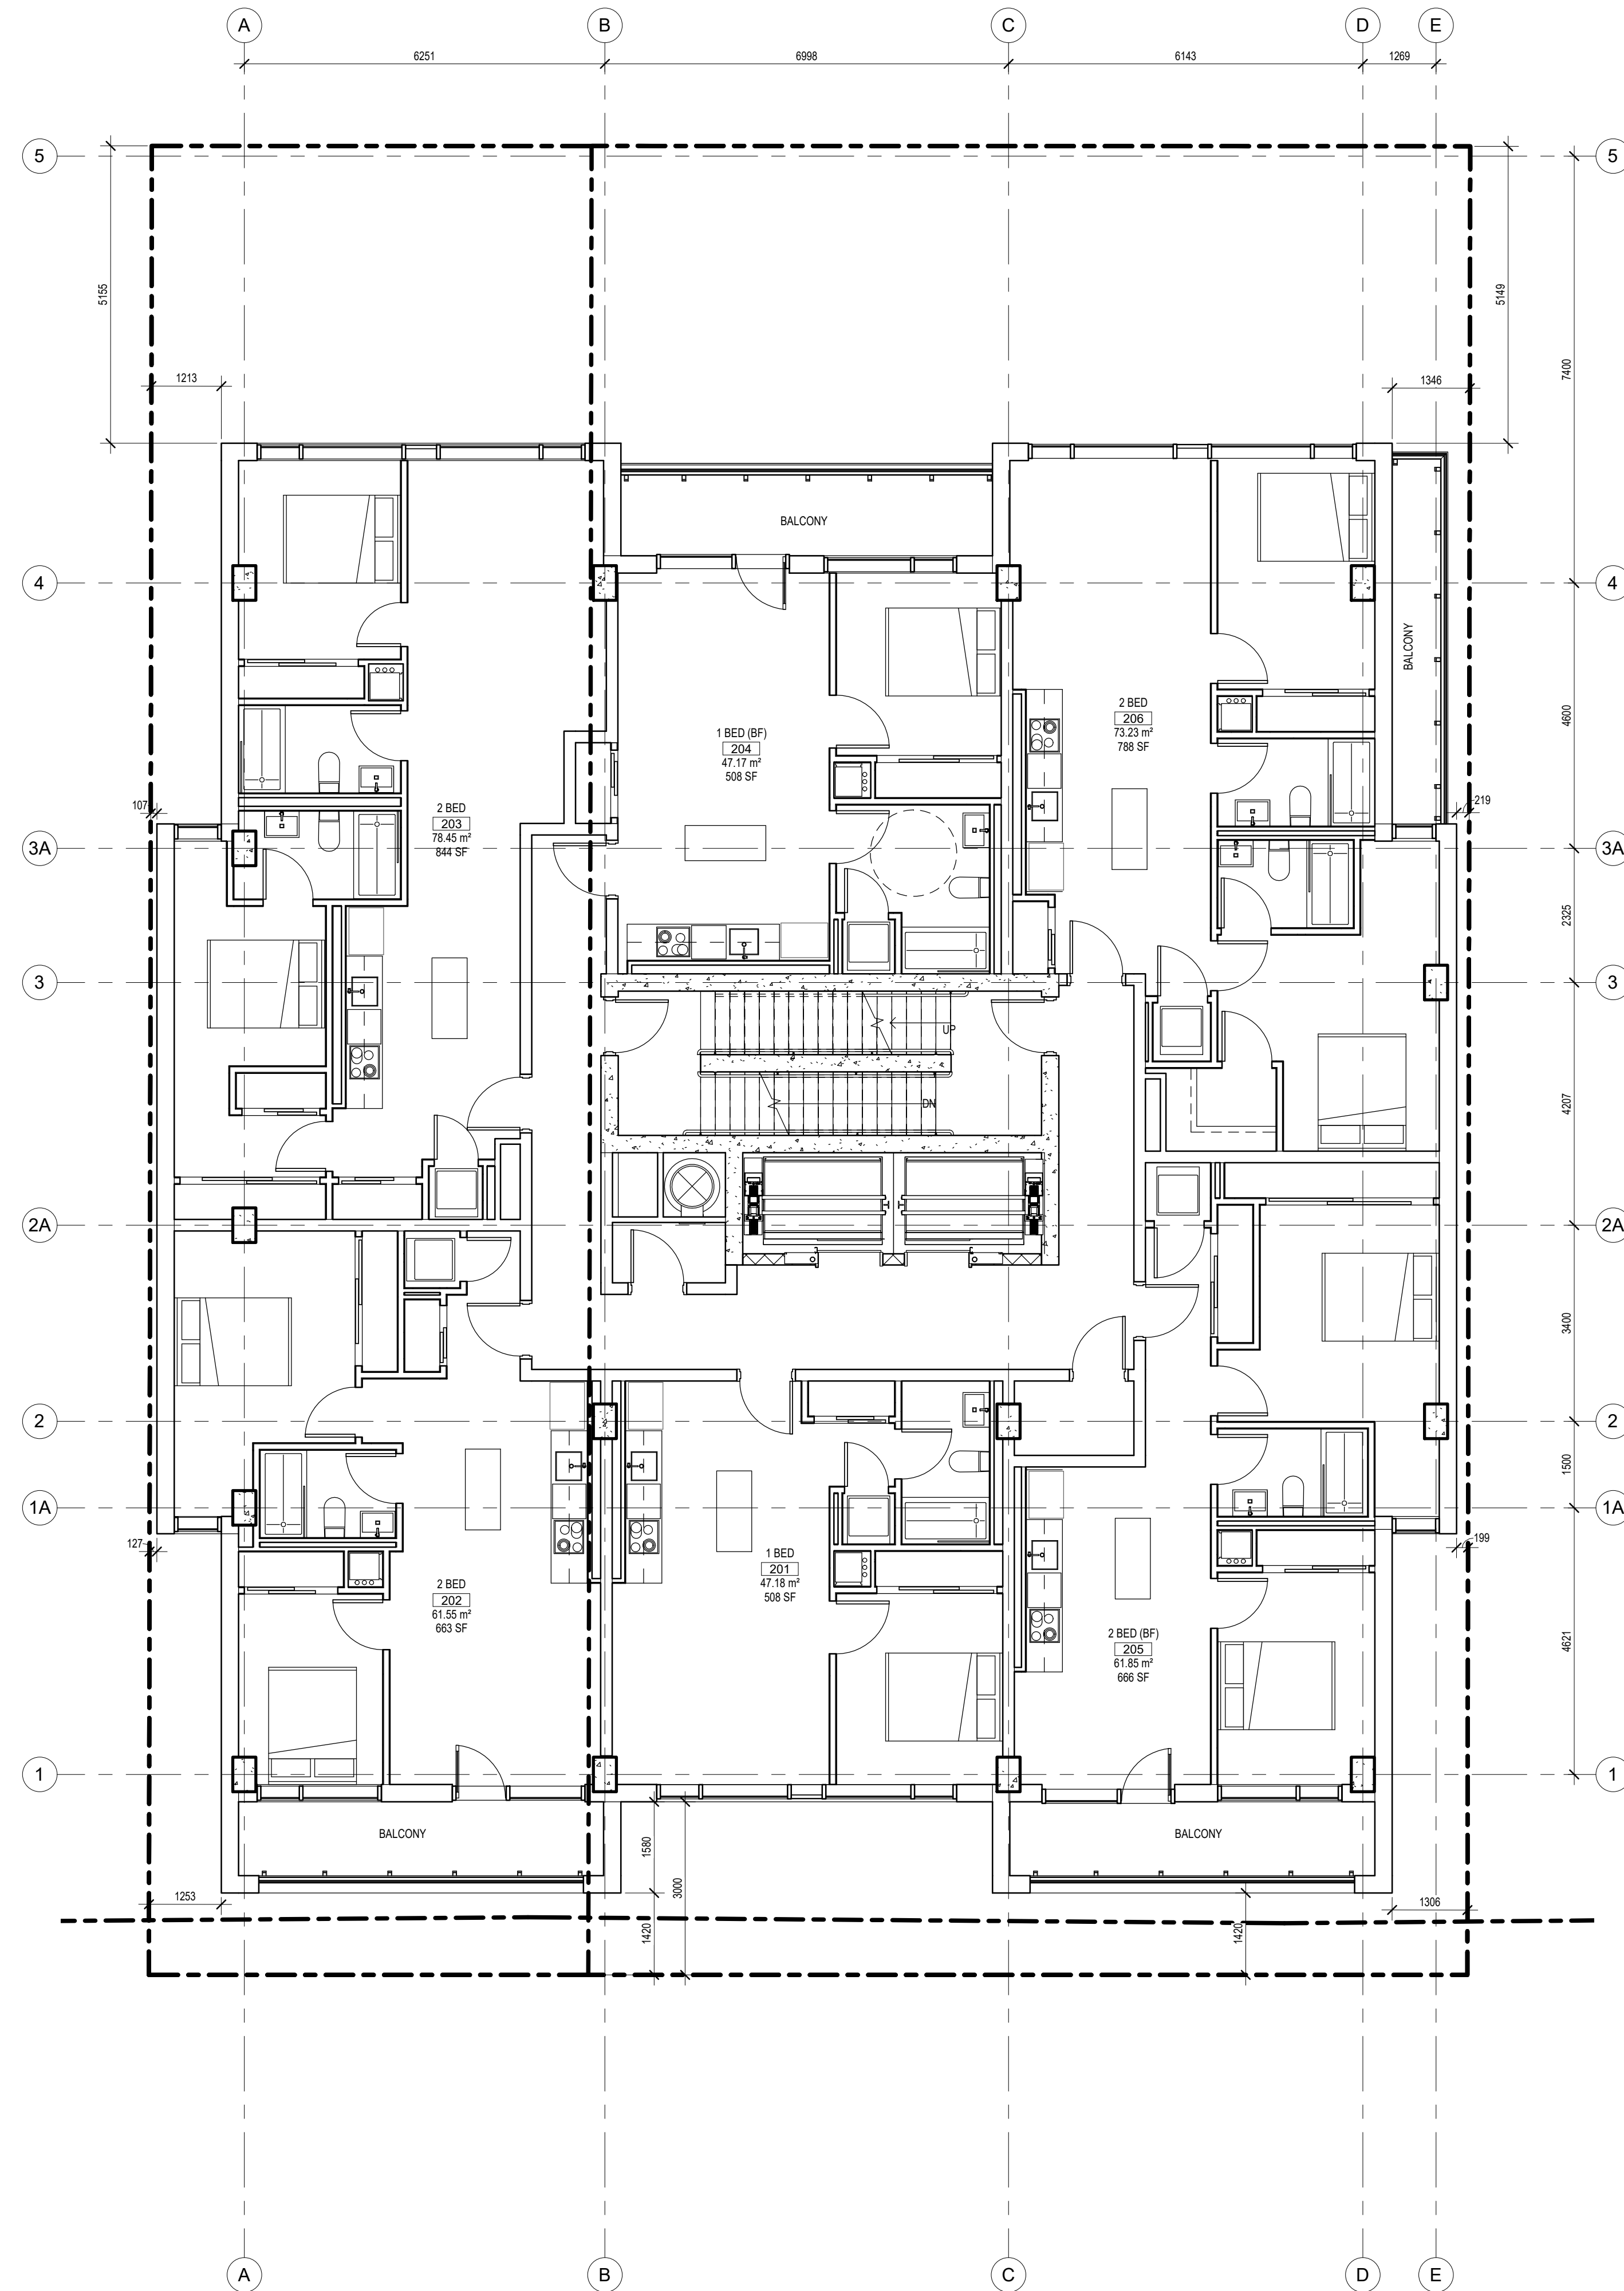 A B C D E
6251 6998 6143 1269
5 5
5155 5149
7400
1213 1346
BALCONY
4 4
BALCONY
4600
2 BED
206
73.23 m²
788 SF
1 BED (BF)
204
47.17 m²
508 SF
107 219
2 BED
203
78.45 m²
844 SF
3A 3A
2325
3 3
UP
DN
4207
2A 2A
3400
2 2
1500
1A 1A
127 199
1 BED
201
47.18 m²
508 SF
2 BED
202
61.55 m²
663 SF
2 BED (BF)
205
61.85 m²
666 SF
4621
1 1
BALCONY BALCONY
1580
3000
1253 1306
1420 1420
A B C D E